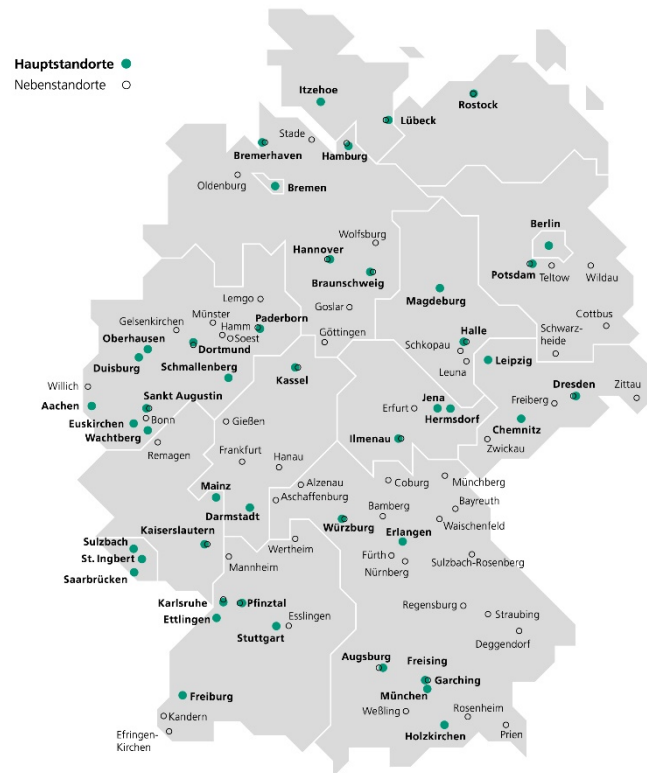 Hauptstandorte
Nebenstandorte
Itzehoe
Rostock
Lübeck
Stade
Bremerhaven
Hamburg
Oldenburg
Bremen
Berlin
Wolfsburg
Hannover
Potsdam
Teltow
Wildau
Braunschweig
Magdeburg
Lemgo
Goslar
Cottbus
Münster
Gelsenkirchen
Hamm
Paderborn
Göttingen
Halle
Schwarz-
heide
Oberhausen
Soest
Schkopau
Dortmund
Leipzig
Duisburg
Schmallenberg
Kassel
Leuna
Willich
Dresden
Zittau
Sankt Augustin
Jena
Freiberg
Aachen
Erfurt
Bonn
Hermsdorf
Euskirchen
Gießen
Chemnitz
Wachtberg
Ilmenau
Remagen
Zwickau
Frankfurt
Hanau
Mainz
Alzenau
Coburg
Münchberg
Aschaffenburg
Darmstadt
Bamberg
Bayreuth
Kaiserslautern
Würzburg
Waischenfeld
Erlangen
Sulzbach
Wertheim
St. Ingbert
Mannheim
Fürth
Sulzbach-Rosenberg
Nürnberg
Saarbrücken
Karlsruhe
Pfinztal
Regensburg
Ettlingen
Esslingen
Straubing
Stuttgart
Deggendorf
Augsburg
Freising
Garching
Freiburg
München
Weßling
Rosenheim
Kandern
Holzkirchen
Prien
Efringen-
Kirchen